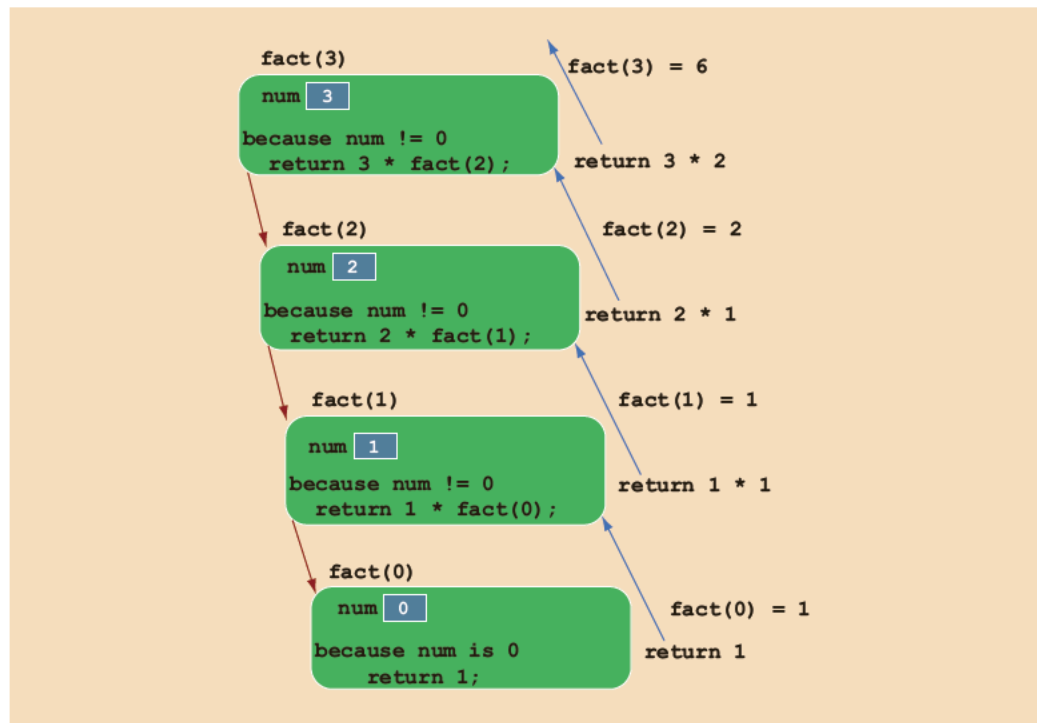 fact(3)
fact(3) = 6
num 3
because num != 0
return 3 * fact(2);
return 3 * 2
fact(2)
fact(2) = 2
num 2
because num != 0
return 2 * fact(1);
return 2 * 1
fact(1)
fact(1) = 1
num 1
because num != 0
return 1 * fact(0);
return 1 * 1
fact(0)
fact(0) = 1
num 0
because num is 0
return 1;
return 1